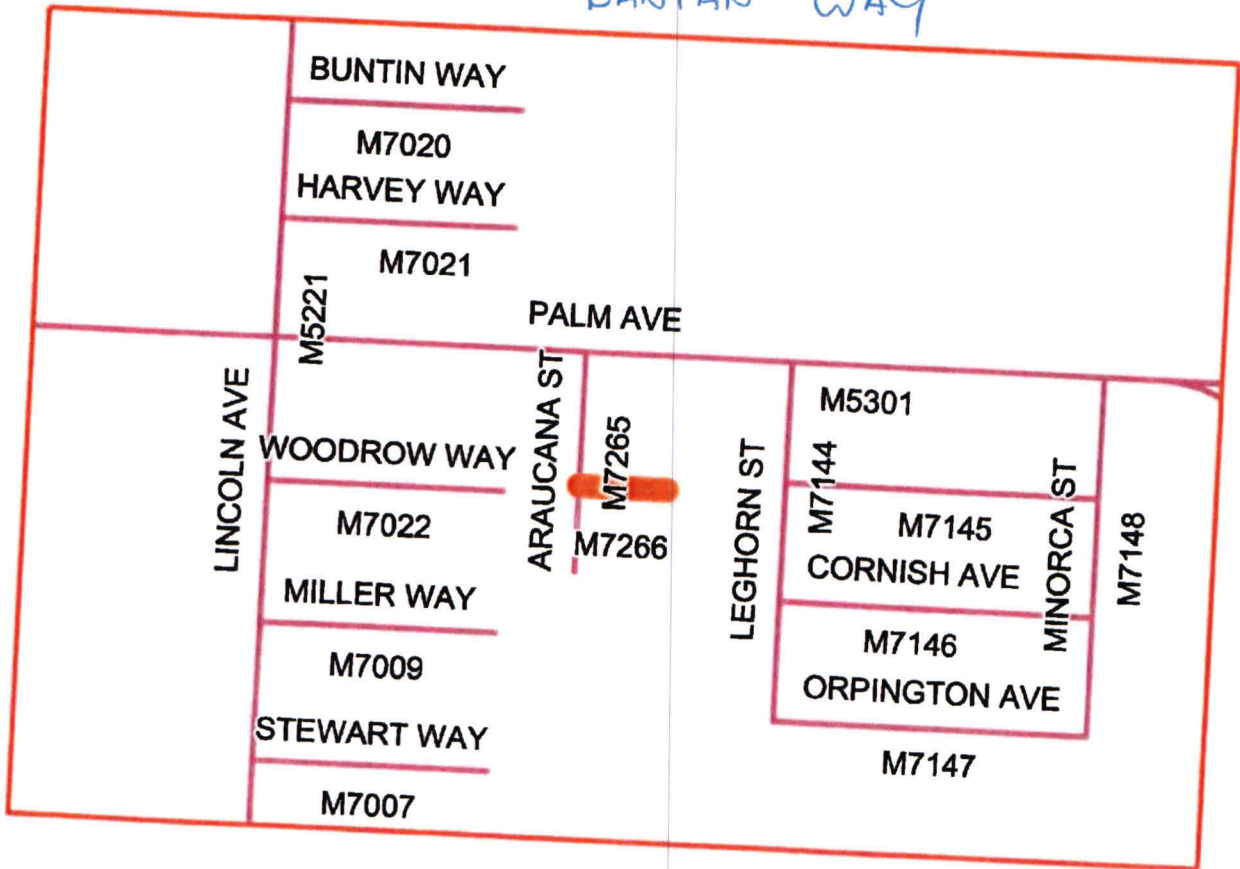 BANYAN WAY
BUNTIN WAY
M7020
HARVEY WAY
M7021
M5221
PALM AVE
LINCOLN AVE
WOODROW WAY
M7022
ARAUCANA ST
M7265
M7266
M5301
LEGHORN ST
M7144
M7145
CORNISH AVE
MINORCA ST
M7148
M7146
ORPINGTON AVE
M7147
MILLER WAY
M7009
STEWART WAY
M7007